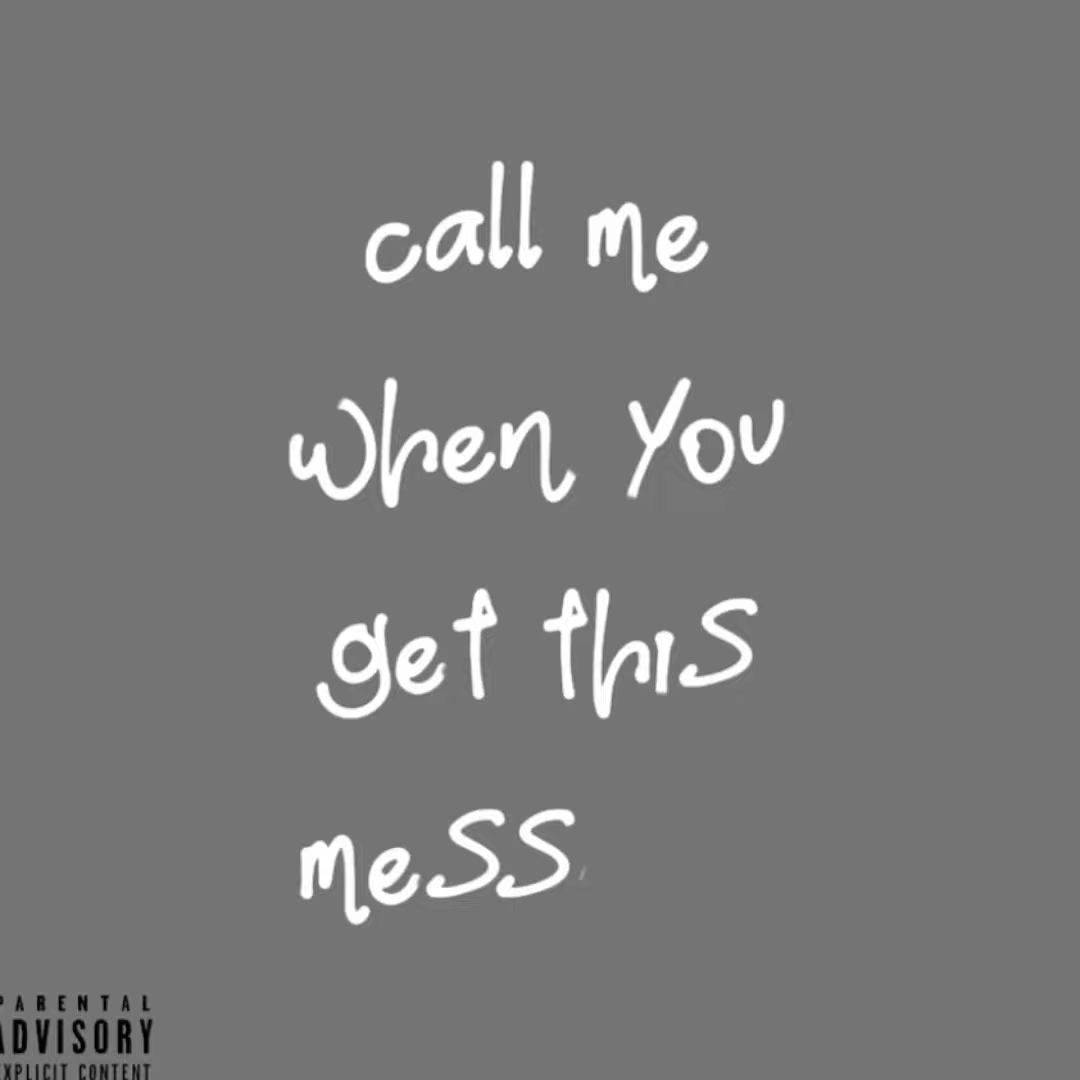 call me
when you
get this
mess
PARENTAL
ADVISORY
EXPLICIT CONTENT